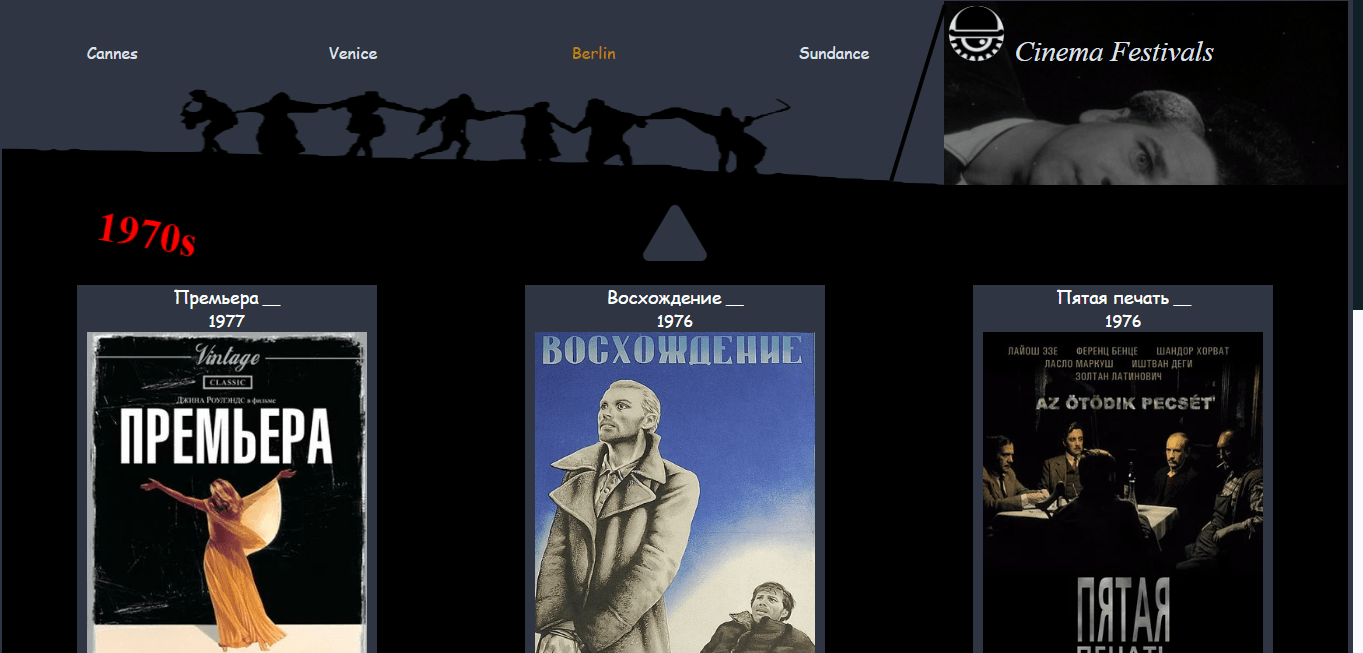 Cannes Venice Berlin Sundance
Cinema Festivals
1970s
Премьера __
1977
Vintage
CLASSIC
ДЖИНА РОУЛЭНДС в фильме
ПРЕМЬЕРА
Восхождение __
1976
ВОСХОЖДЕНИЕ
Пятая печать __
1976
ЛАЙОШ ЭЗЕ ФЕРЕНЦ БЕНЦЕ ШАНДОР ХОРВАТ
ЛАСЛО МАРКУШ ИШТВАН ДЕГИ
ЗОЛТАН ЛАТИНОВИЧ
AZ ÖTÖDIK PECSÉT
ПЯТАЯ
ПЕЧАТЬ